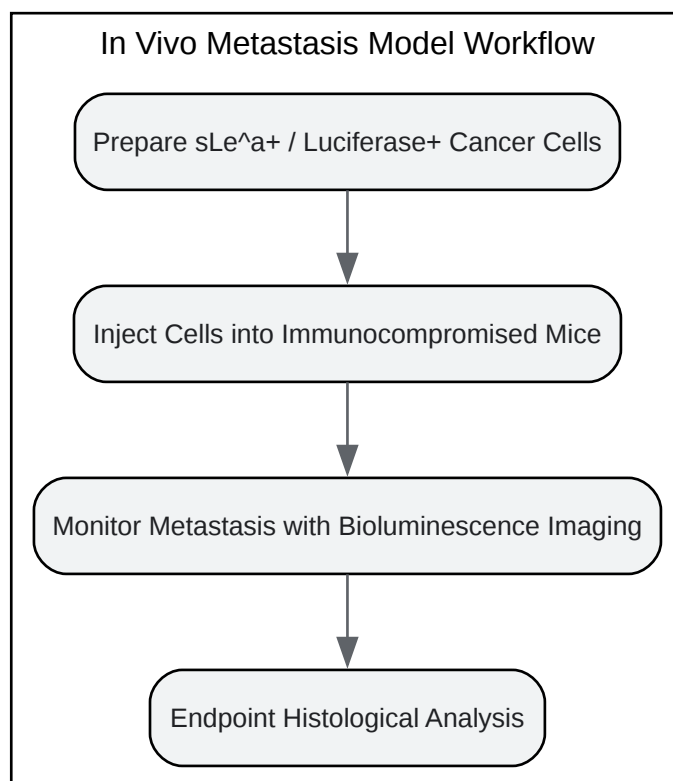 In Vivo Metastasis Model Workflow
Prepare sLe^a+ / Luciferase+ Cancer Cells
Inject Cells into Immunocompromised Mice
Monitor Metastasis with Bioluminescence Imaging
Endpoint Histological Analysis